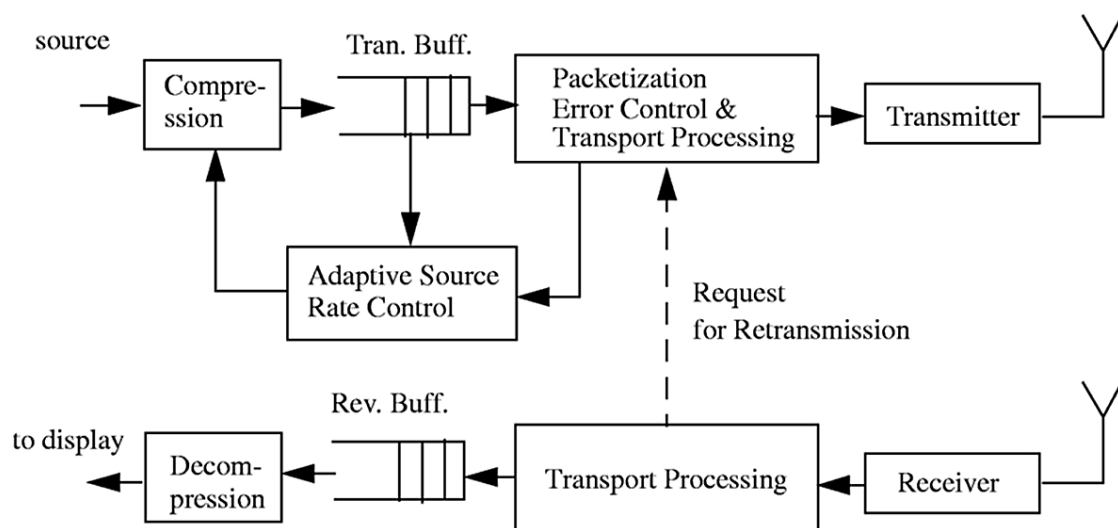 source
Tran. Buff.
Compre-
ssion
Packetization
Error Control &
Transport Processing
Transmitter
Adaptive Source
Rate Control
Request
for Retransmission
Rev. Buff.
to display
Decom-
pression
Transport Processing
Receiver